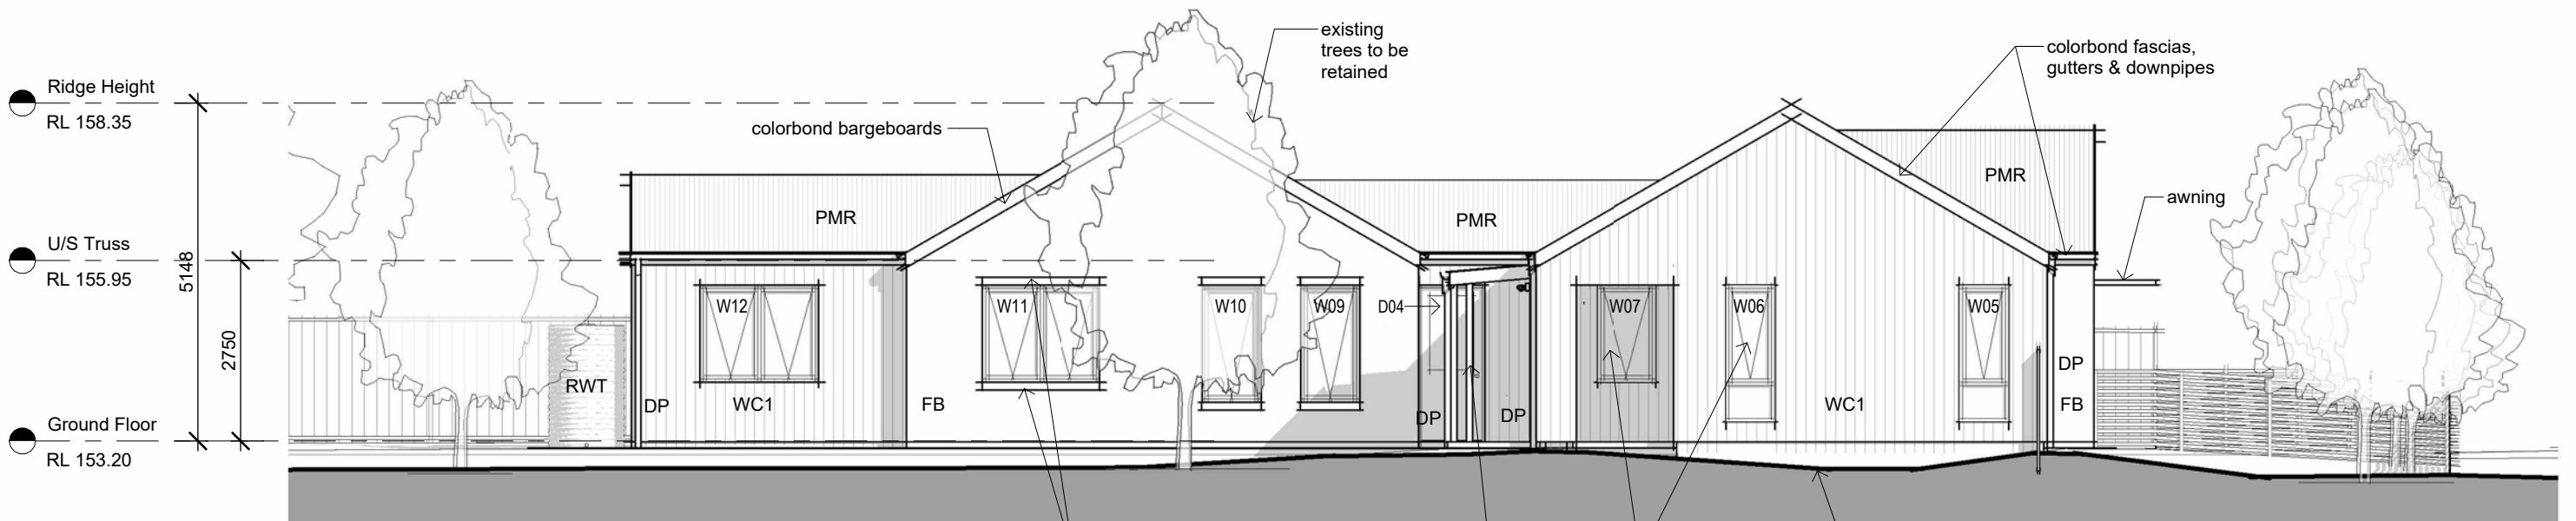 Ridge Height
RL 158.35
U/S Truss
RL 155.95
Ground Floor
RL 153.20
5148
2750
existing
trees to be
retained
colorbond bargeboards
colorbond fascias,
gutters & downpipes
awning
PMR
PMR
PMR
W12
W11
W10
W09
D04
W07
W06
W05
RWT
DP
WC1
FB
DP
DP
WC1
DP
FB